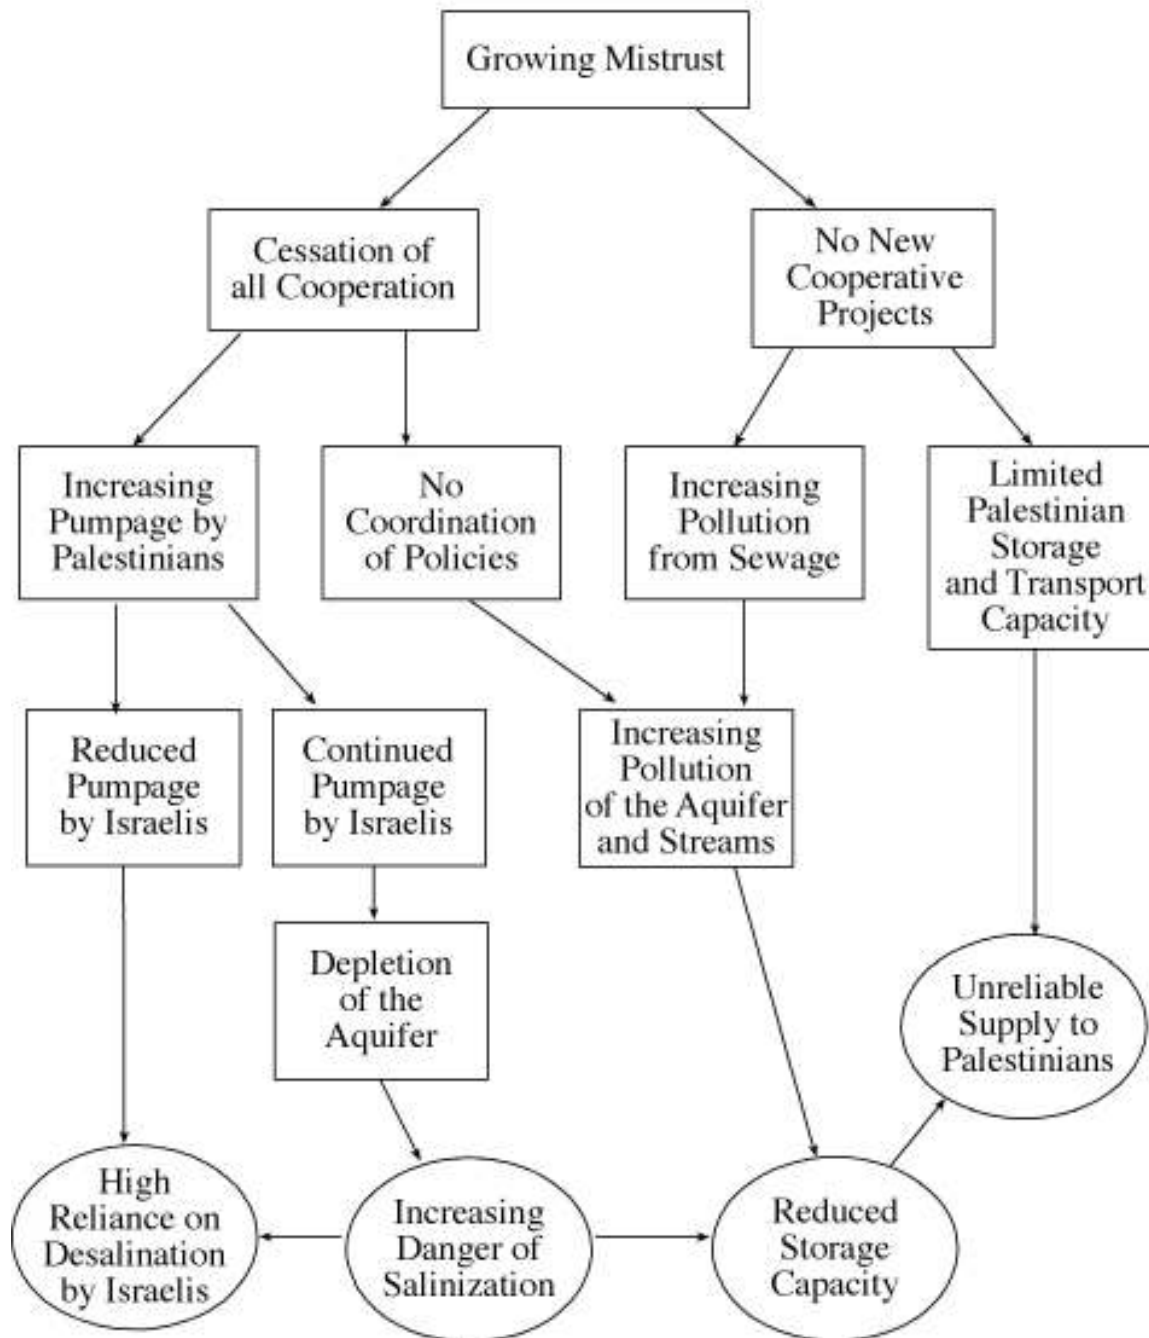 Growing Mistrust
Cessation of
all Cooperation
No New
Cooperative
Projects
Increasing
Pumpage by
Palestinians
No
Coordination
of Policies
Increasing
Pollution
from Sewage
Limited
Palestinian
Storage
and Transport
Capacity
Reduced
Pumpage
by Israelis
Continued
Pumpage
by Israelis
Increasing
Pollution
of the Aquifer
and Streams
Depletion
of the
Aquifer
Unreliable
Supply to
Palestinians
High
Reliance on
Desalination
by Israelis
Increasing
Danger of
Salinization
Reduced
Storage
Capacity